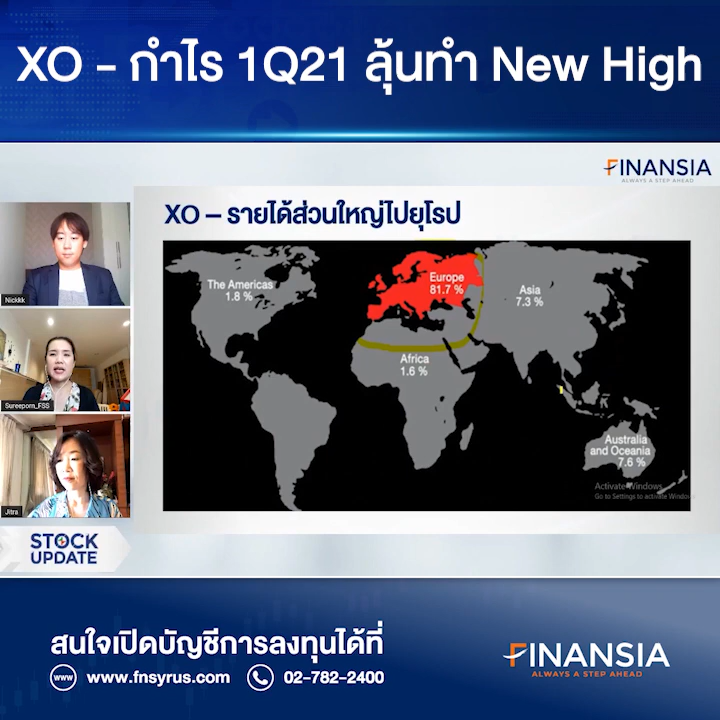 XO - กำไร 1Q21 ลุ้นทำ New High
FINANSIA
ALWAYS A STEP AHEAD
XO – รายได้ส่วนใหญ่ไปยุโรป
The Americas
1.8 %
Europe
81.7 %
Asia
7.3 %
Africa
1.6 %
Australia
and Oceania
7.6 %
Activate Windows
Go to Settings to activate Windows
Nickkk
Sureeporn_FSS
Jitra
STOCK
UPDATE
สนใจเปิดบัญชีการลงทุนได้ที่
www www.fnsyrus.com 02-782-2400
FINANSIA
ALWAYS A STEP AHEAD